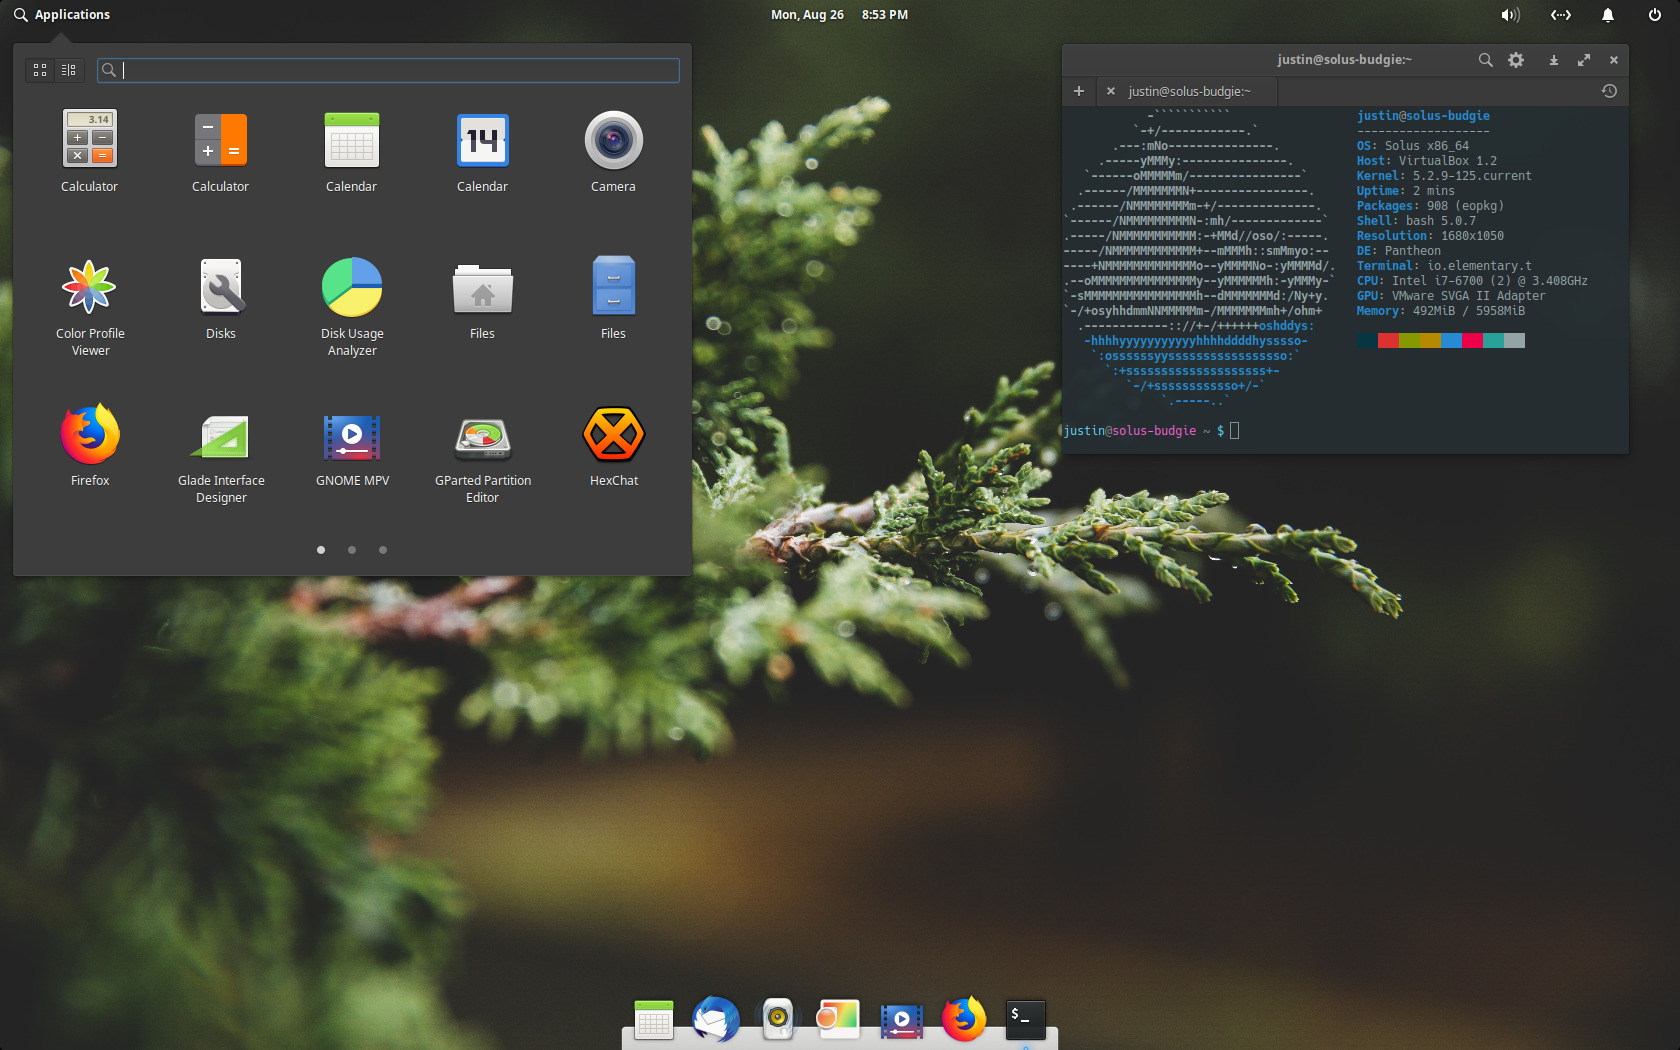 Applications
Mon, Aug 26 8:53 PM
3.14
Calculator
Calculator
Calendar
14
Calendar
Camera
Color Profile
Viewer
Disks
Disk Usage
Analyzer
Files
Files
Firefox
Glade Interface
Designer
GNOME MPV
GParted Partition
Editor
HexChat
justin@solus-budgie:~
justin@solus-budgie:~
justin@solus-budgie
-------------------
OS: Solus x86_64
Host: VirtualBox 1.2
Kernel: 5.2.9-125.current
Uptime: 2 mins
Packages: 908 (eopkg)
Shell: bash 5.0.7
Resolution: 1680x1050
DE: Pantheon
Terminal: io.elementary.t
CPU: Intel i7-6700 (2) @ 3.408GHz
GPU: VMware SVGA II Adapter
Memory: 492MiB / 5958MiB
justin@solus-budgie ~ $
$_